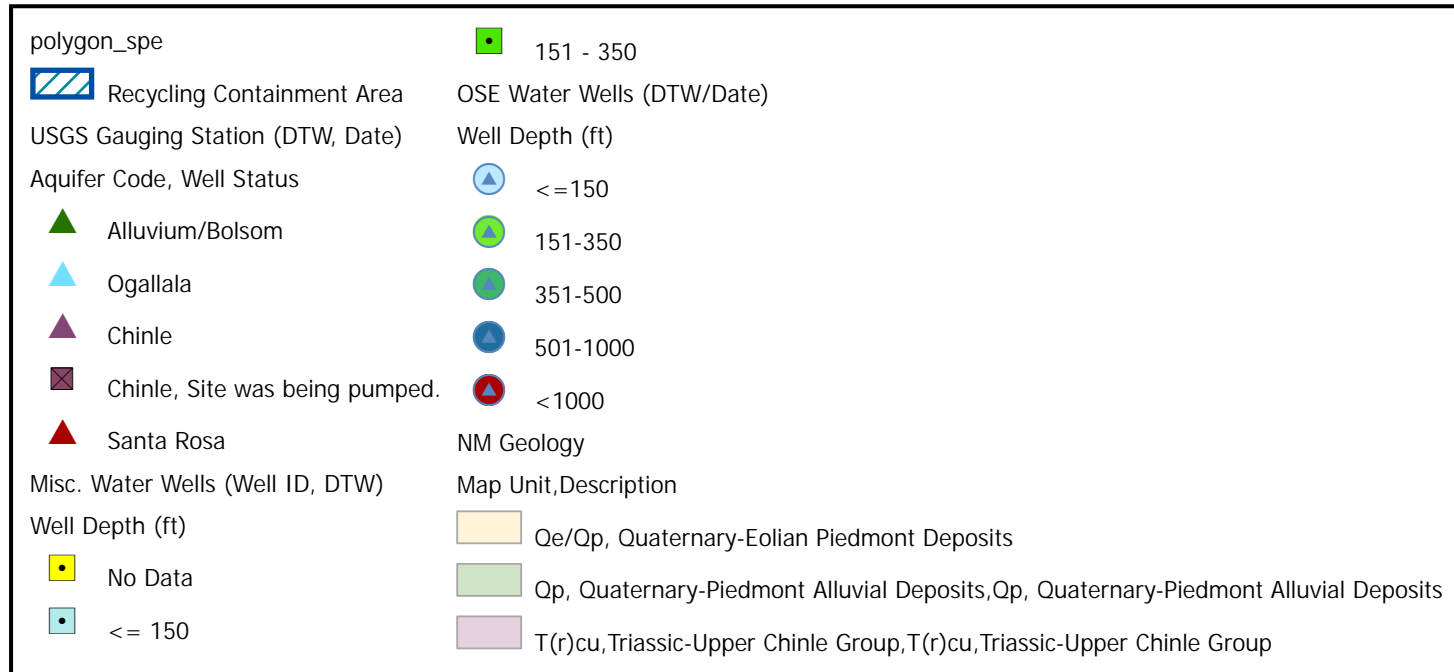 polygon_spe
Recycling Containment Area
USGS Gauging Station (DTW, Date)
Aquifer Code, Well Status
Alluvium/Bolsom
Ogallala
Chinle
Chinle, Site was being pumped.
Santa Rosa
Misc. Water Wells (Well ID, DTW)
Well Depth (ft)
No Data
<= 150
151 - 350
OSE Water Wells (DTW/Date)
Well Depth (ft)
<=150
151-350
351-500
501-1000
<1000
NM Geology
Map Unit,Description
Qe/Qp, Quaternary-Eolian Piedmont Deposits
Qp, Quaternary-Piedmont Alluvial Deposits,Qp, Quaternary-Piedmont Alluvial Deposits
T(r)cu,Triassic-Upper Chinle Group,T(r)cu,Triassic-Upper Chinle Group